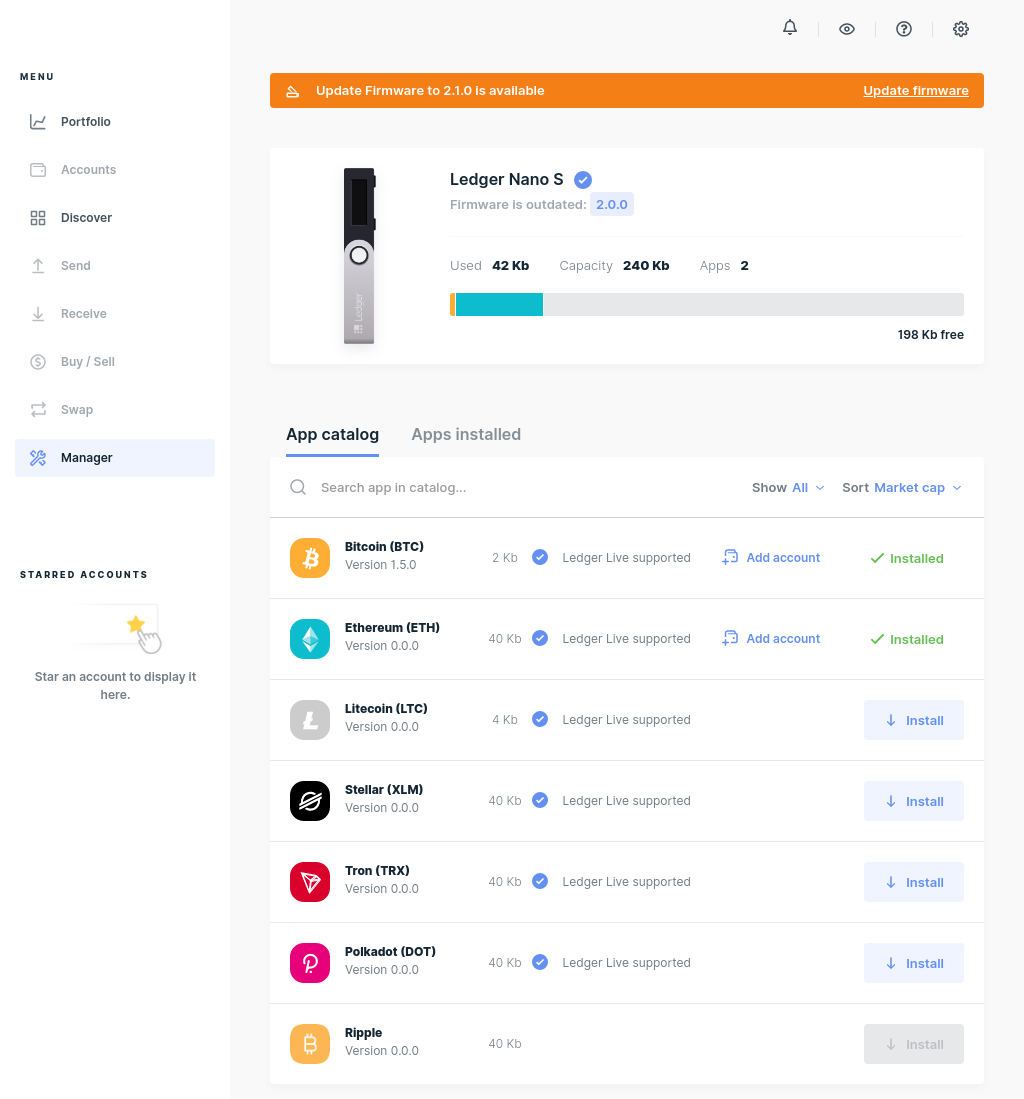 MENU
Portfolio
Accounts
Discover
Send
Receive
Buy / Sell
Swap
Manager
STARRED ACCOUNTS
Star an account to display it
here.
Update Firmware to 2.1.0 is available Update firmware
Ledger
Ledger Nano S
Firmware is outdated: 2.0.0
Used 42 Kb Capacity 240 Kb Apps 2
198 Kb free
App catalog Apps installed
Search app in catalog... Show All Sort Market cap
Bitcoin (BTC)
Version 1.5.0
2 Kb Ledger Live supported Add account Installed
Ethereum (ETH)
Version 0.0.0
40 Kb Ledger Live supported Add account Installed
Litecoin (LTC)
Version 0.0.0
4 Kb Ledger Live supported Install
Stellar (XLM)
Version 0.0.0
40 Kb Ledger Live supported Install
Tron (TRX)
Version 0.0.0
40 Kb Ledger Live supported Install
Polkadot (DOT)
Version 0.0.0
40 Kb Ledger Live supported Install
Ripple
Version 0.0.0
40 Kb Install